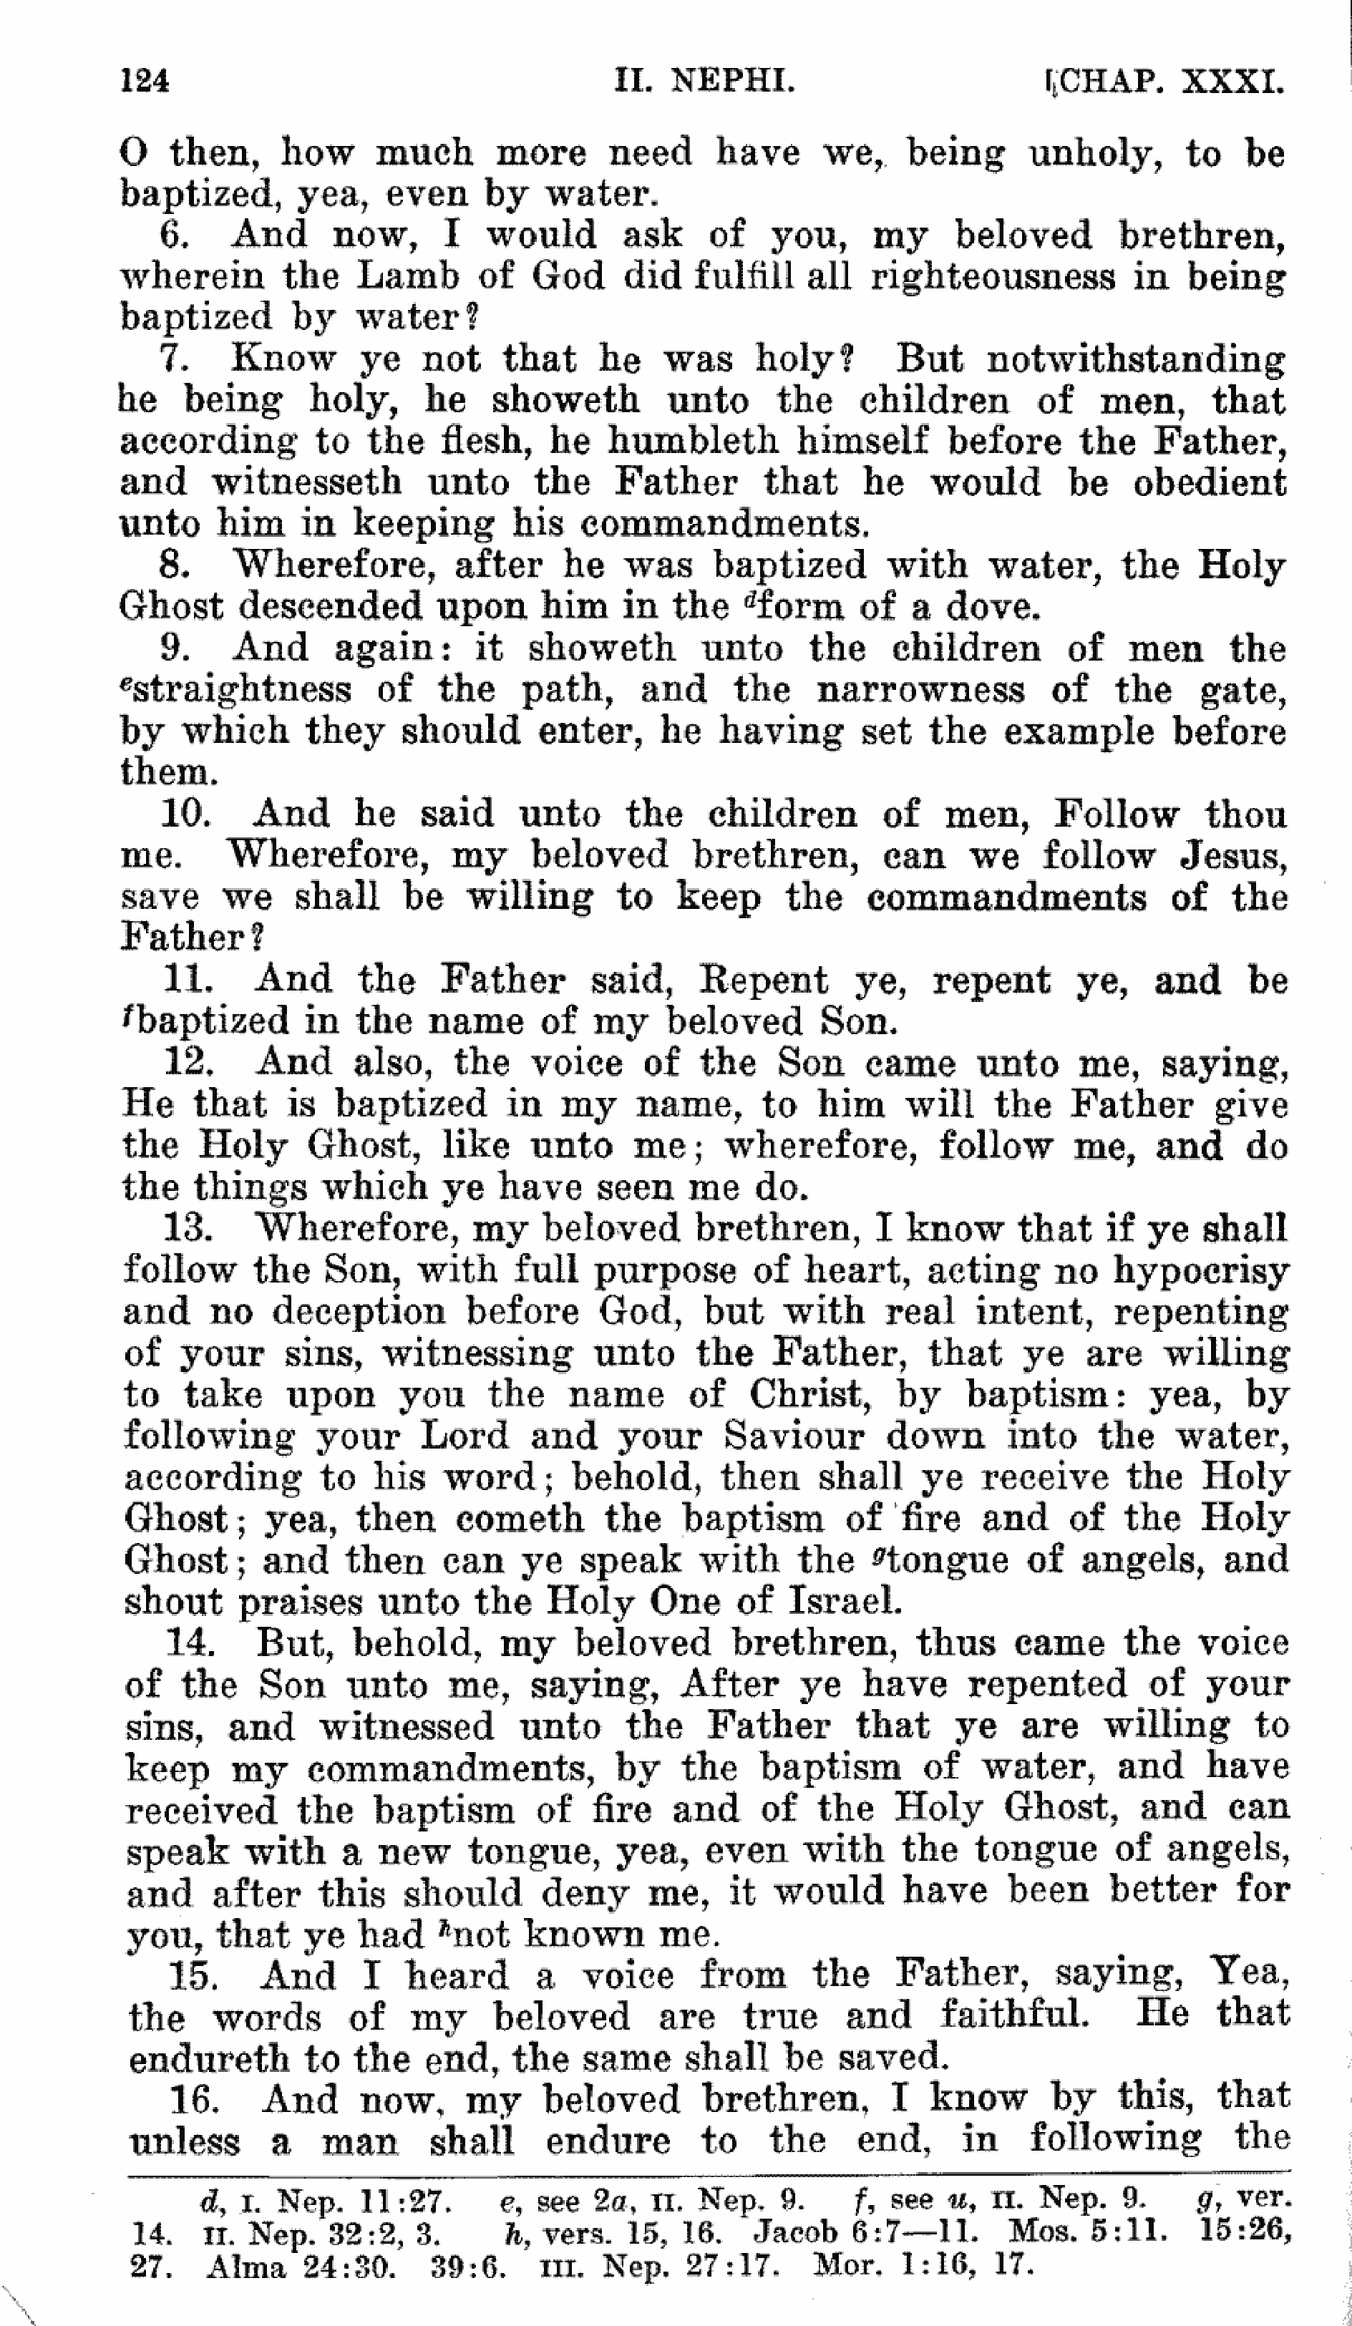 124 II. NEPHI. [CHAP. XXXI.
O then, how much more need have we, being unholy, to be
baptized, yea, even by water.
6. And now, I would ask of you, my beloved brethren,
wherein the Lamb of God did fulfill all righteousness in being
baptized by water?
7. Know ye not that he was holy? But notwithstanding
he being holy, he showeth unto the children of men, that
according to the flesh, he humbleth himself before the Father,
and witnesseth unto the Father that he would be obedient
unto him in keeping his commandments.
8. Wherefore, after he was baptized with water, the Holy
Ghost descended upon him in the dform of a dove.
9. And again: it showeth unto the children of men the
estraightness of the path, and the narrowness of the gate,
by which they should enter, he having set the example before
them.
10. And he said unto the children of men, Follow thou
me. Wherefore, my beloved brethren, can we follow Jesus,
save we shall be willing to keep the commandments of the
Father?
11. And the Father said, Repent ye, repent ye, and be
fbaptized in the name of my beloved Son.
12. And also, the voice of the Son came unto me, saying,
He that is baptized in my name, to him will the Father give
the Holy Ghost, like unto me; wherefore, follow me, and do
the things which ye have seen me do.
13. Wherefore, my beloved brethren, I know that if ye shall
follow the Son, with full purpose of heart, acting no hypocrisy
and no deception before God, but with real intent, repenting
of your sins, witnessing unto the Father, that ye are willing
to take upon you the name of Christ, by baptism: yea, by
following your Lord and your Saviour down into the water,
according to his word; behold, then shall ye receive the Holy
Ghost; yea, then cometh the baptism of fire and of the Holy
Ghost; and then can ye speak with the gtongue of angels, and
shout praises unto the Holy One of Israel.
14. But, behold, my beloved brethren, thus came the voice
of the Son unto me, saying, After ye have repented of your
sins, and witnessed unto the Father that ye are willing to
keep my commandments, by the baptism of water, and have
received the baptism of fire and of the Holy Ghost, and can
speak with a new tongue, yea, even with the tongue of angels,
and after this should deny me, it would have been better for
you, that ye had hnot known me.
15. And I heard a voice from the Father, saying, Yea,
the words of my beloved are true and faithful. He that
endureth to the end, the same shall be saved.
16. And now, my beloved brethren, I know by this, that
unless a man shall endure to the end, in following the
d, I. Nep. 11:27. e, see 2a, II. Nep. 9. f, see u, II. Nep. 9. g, ver.
14. II. Nep. 32:2, 3. h, vers. 15, 16. Jacob 6:7—11. Mos. 5:11. 15:26,
27. Alma 24:30. 39:6. III. Nep. 27:17. Mor. 1:16, 17.